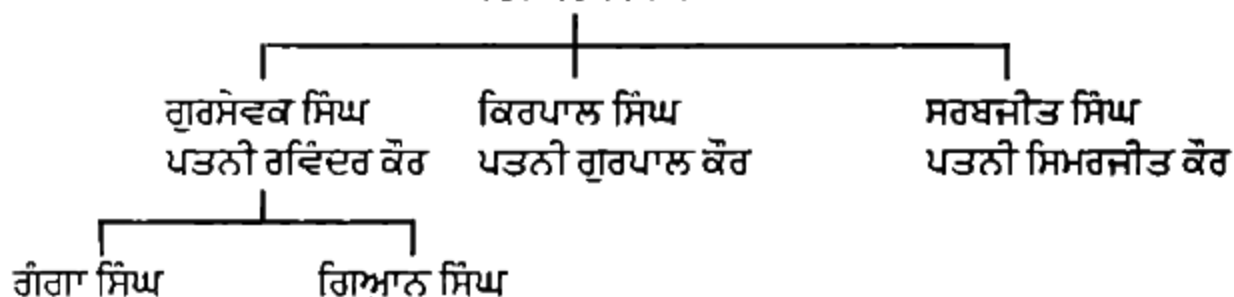 ਗੁਰਸੇਵਕ ਸਿੰਘ ਕਿਰਪਾਲ ਸਿੰਘ ਸਰਬਜੀਤ ਸਿੰਘ
ਪਤਨੀ ਰਵਿੰਦਰ ਕੌਰ ਪਤਨੀ ਗੁਰਪਾਲ ਕੌਰ ਪਤਨੀ ਸਿਮਰਜੀਤ ਕੌਰ
ਗੰਗਾ ਸਿੰਘ ਗਿਆਨ ਸਿੰਘ